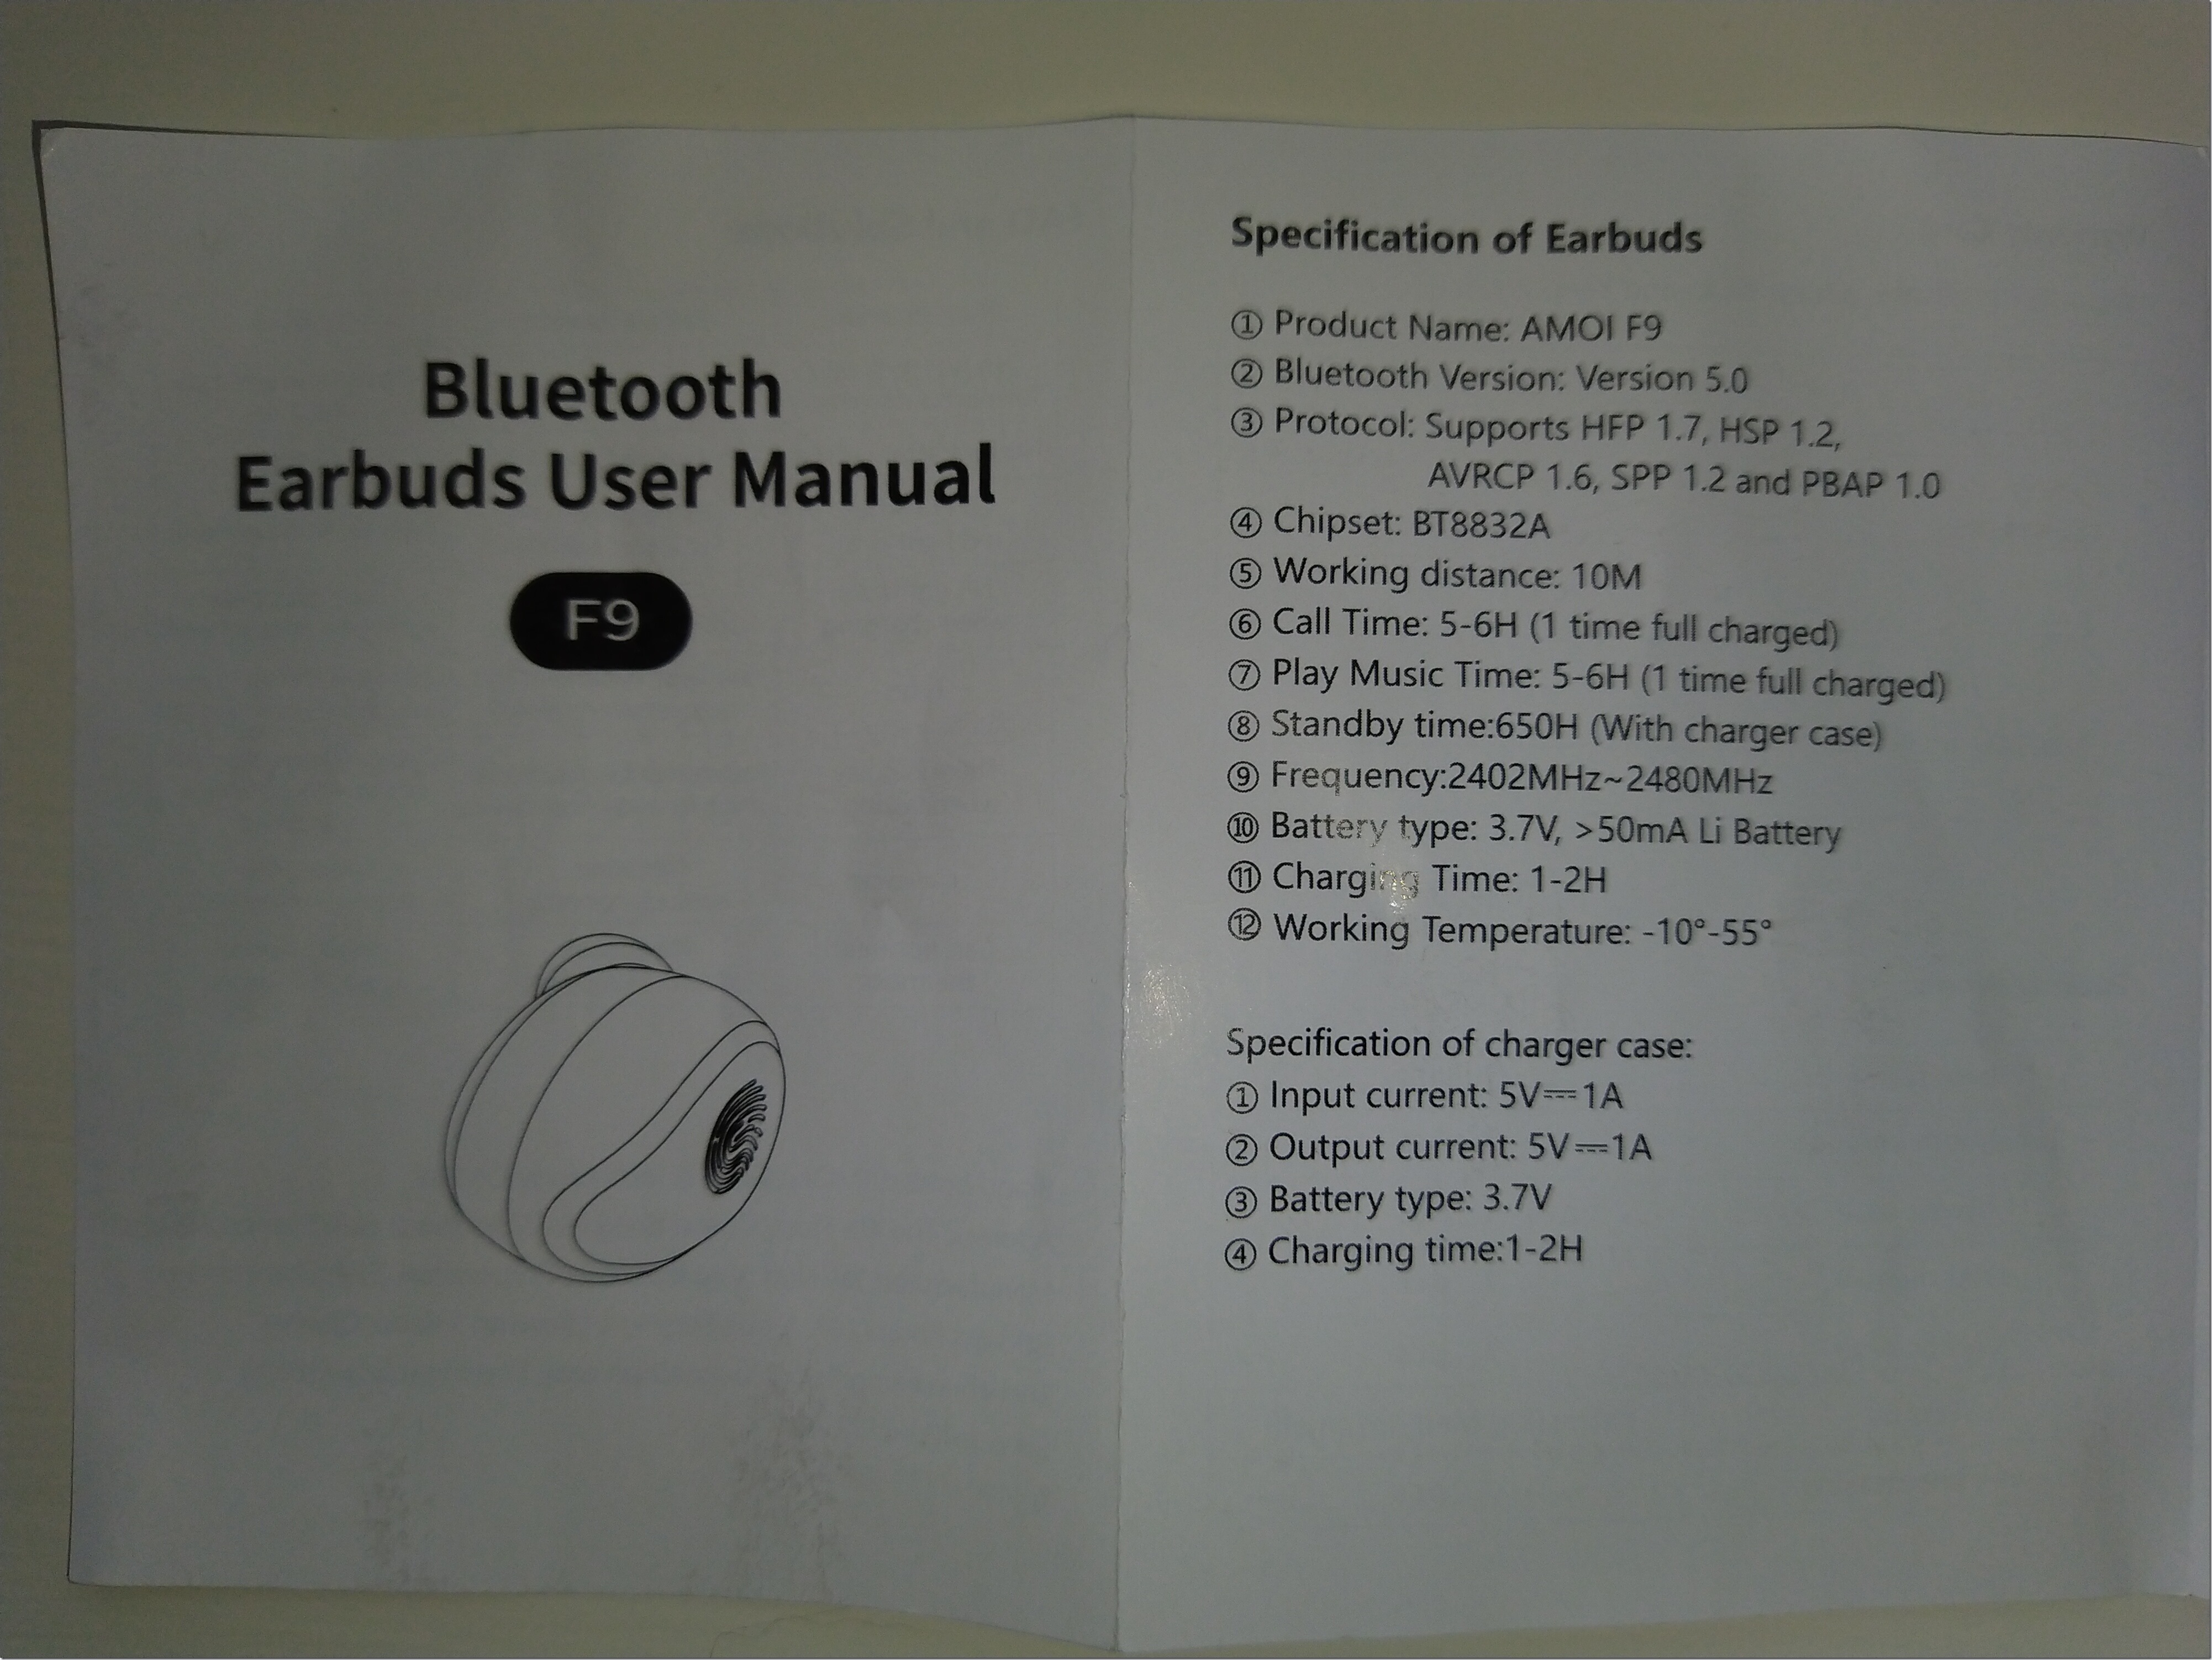 Bluetooth
Earbuds User Manual
F9
Specification of Earbuds
① Product Name: AMOI F9
② Bluetooth Version: Version 5.0
③ Protocol: Supports HFP 1.7, HSP 1.2,
AVRCP 1.6, SPP 1.2 and PBAP 1.0
④ Chipset: BT8832A
⑤ Working distance: 10M
⑥ Call Time: 5-6H (1 time full charged)
⑦ Play Music Time: 5-6H (1 time full charged)
⑧ Standby time:650H (With charger case)
⑨ Frequency:2402MHz~2480MHz
⑩ Battery type: 3.7V, >50mA Li Battery
⑪ Charging Time: 1-2H
⑫ Working Temperature: -10°-55°
Specification of charger case:
① Input current: 5V⎓1A
② Output current: 5V⎓1A
③ Battery type: 3.7V
④ Charging time:1-2H